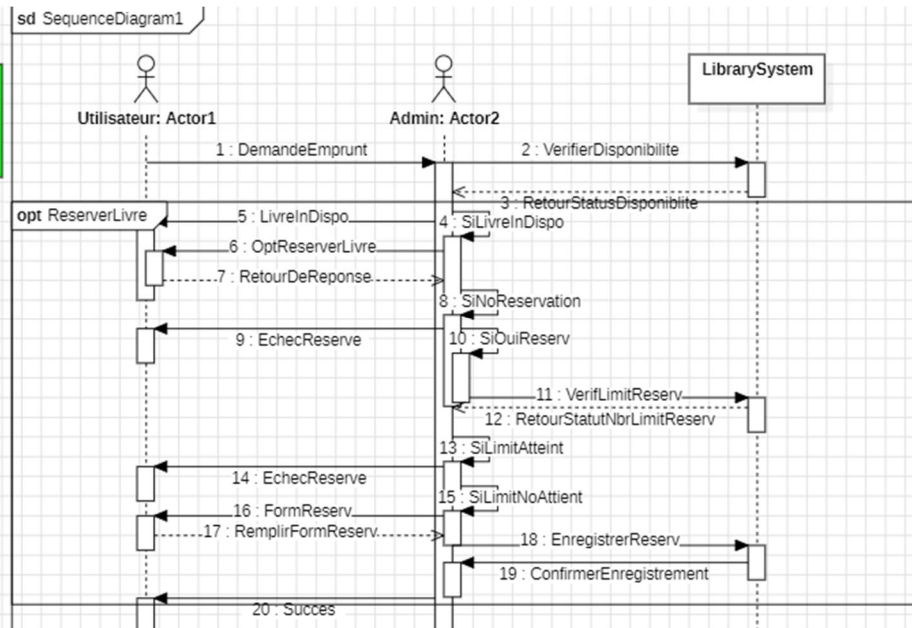 sd SequenceDiagram1
LibrarySystem
Utilisateur: Actor1
Admin: Actor2
1 : DemandeEmprunt
2 : VerifierDisponibilite
3 : RetourStatusDisponiblite
opt ReserverLivre
5 : LivreInDispo
4 : SiLivreInDispo
6 : OptReserverLivre
7 : RetourDeReponse
8 : SiNoReservation
9 : EchecReserve
10 : SiOuiReserv
11 : VerifLimitReserv
12 : RetourStatutNbrLimitReserv
13 : SiLimitAtteint
14 : EchecReserve
15 : SiLimitNoAttient
16 : FormReserv
17 : RemplirFormReserv
18 : EnregistrerReserv
19 : ConfirmerEnregistrement
20 : Succes